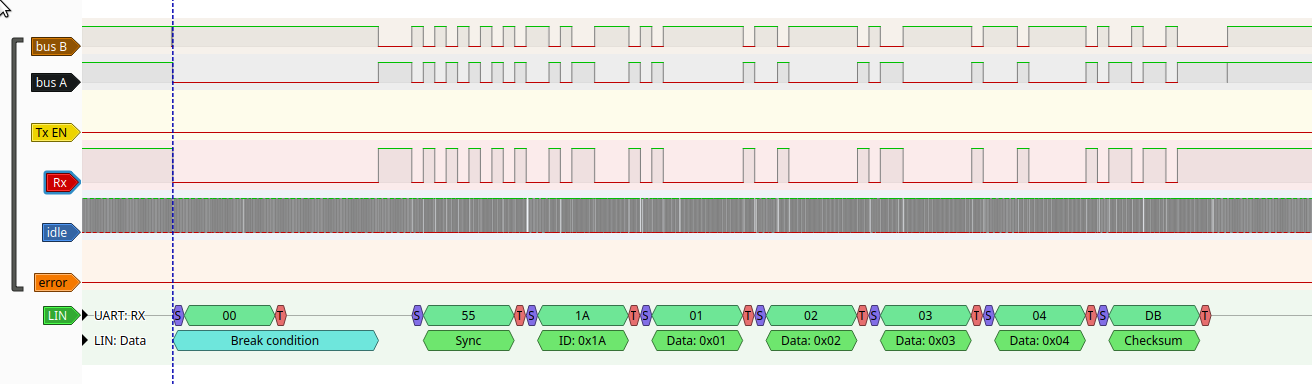 bus B
bus A
Tx EN
Rx
idle
error
LIN UART: RX S 00 T S 55 T S 1A T S 01 T S 02 T S 03 T S 04 T S DB T
LIN: Data Break condition Sync ID: 0x1A Data: 0x01 Data: 0x02 Data: 0x03 Data: 0x04 Checksum